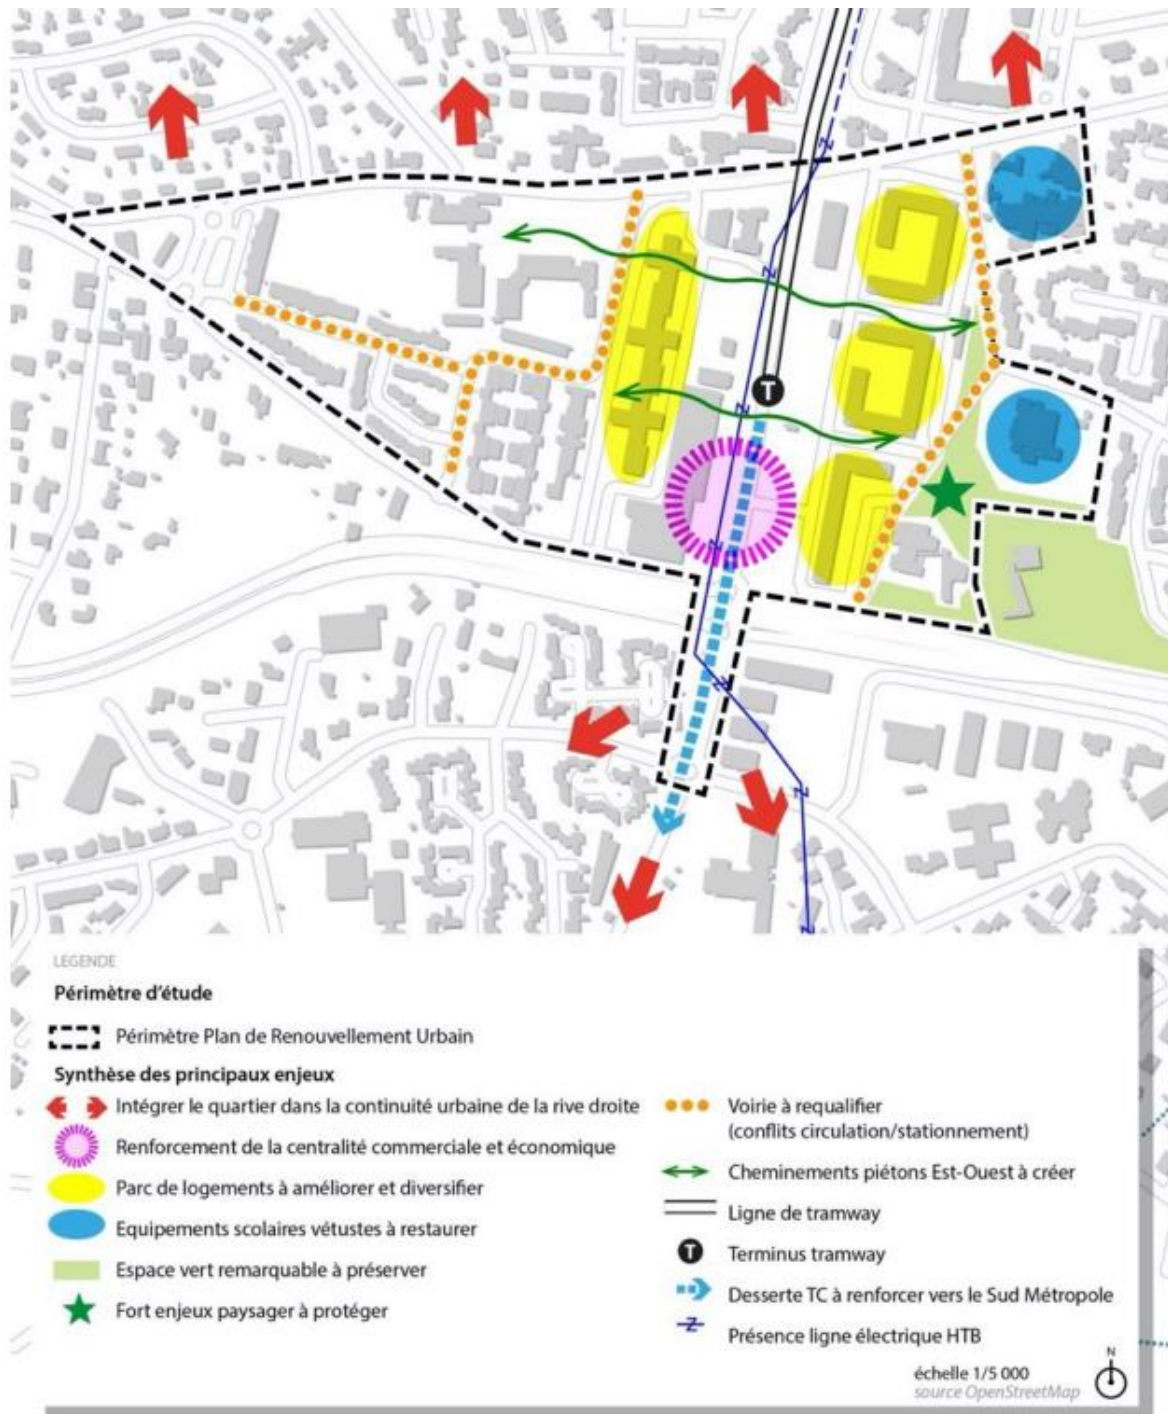 T
LEGENDE
Périmètre d'étude
Périmètre Plan de Renouvellement Urbain
Synthèse des principaux enjeux
Intégrer le quartier dans la continuité urbaine de la rive droite
Renforcement de la centralité commerciale et économique
Parc de logements à améliorer et diversifier
Equipements scolaires vétustes à restaurer
Espace vert remarquable à préserver
Fort enjeux paysager à protéger
Voirie à requalifier
(conflits circulation/stationnement)
Cheminements piétons Est-Ouest à créer
Ligne de tramway
T Terminus tramway
Desserte TC à renforcer vers le Sud Métropole
Présence ligne électrique HTB
N
échelle 1/5 000
source OpenStreetMap